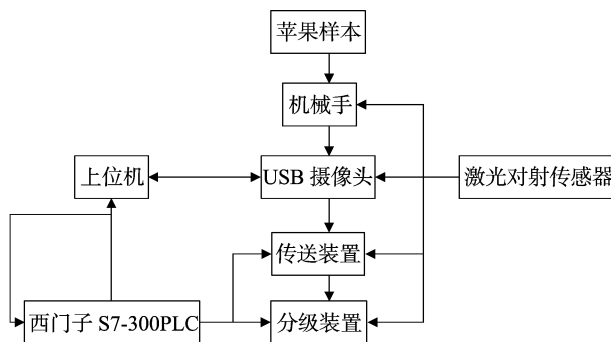 苹果样本
机械手
上位机
USB 摄像头
激光对射传感器
传送装置
西门子 S7-300PLC
分级装置